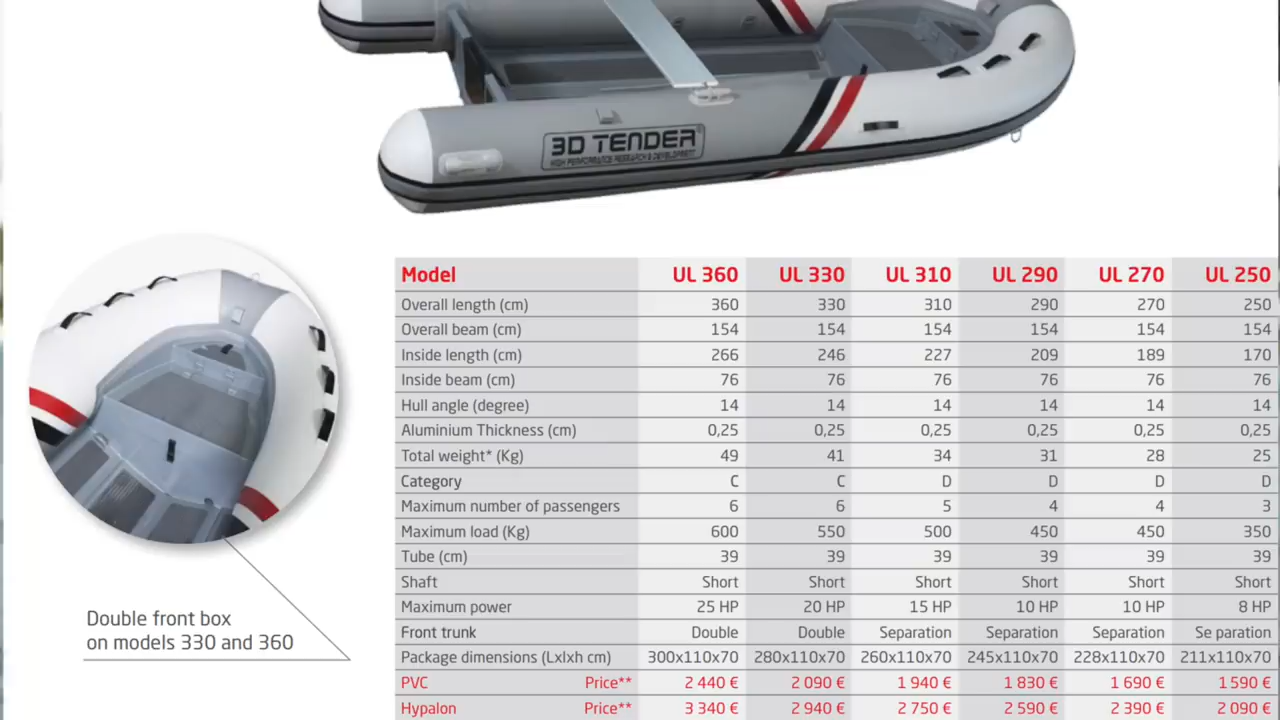 3D TENDER
HIGH PERFORMANCE RESEARCH & DEVELOPMENT
Model UL 360 UL 330 UL 310 UL 290 UL 270 UL 250
Overall length (cm) 360 330 310 290 270 250
Overall beam (cm) 154 154 154 154 154 154
Inside length (cm) 266 246 227 209 189 170
Inside beam (cm) 76 76 76 76 76 76
Hull angle (degree) 14 14 14 14 14 14
Aluminium Thickness (cm) 0,25 0,25 0,25 0,25 0,25 0,25
Total weight* (Kg) 49 41 34 31 28 25
Category C C D D D D
Maximum number of passengers 6 6 5 4 4 3
Maximum load (Kg) 600 550 500 450 450 350
Tube (cm) 39 39 39 39 39 39
Shaft Short Short Short Short Short Short
Maximum power 25 HP 20 HP 15 HP 10 HP 10 HP 8 HP
Front trunk Double Double Separation Separation Separation Se paration
Package dimensions (Lxlxh cm) 300x110x70 280x110x70 260x110x70 245x110x70 228x110x70 211x110x70
PVC Price** 2 440 € 2 090 € 1 940 € 1 830 € 1 690 € 1 590 €
Hypalon Price** 3 340 € 2 940 € 2 750 € 2 590 € 2 390 € 2 090 €
Double front box
on models 330 and 360